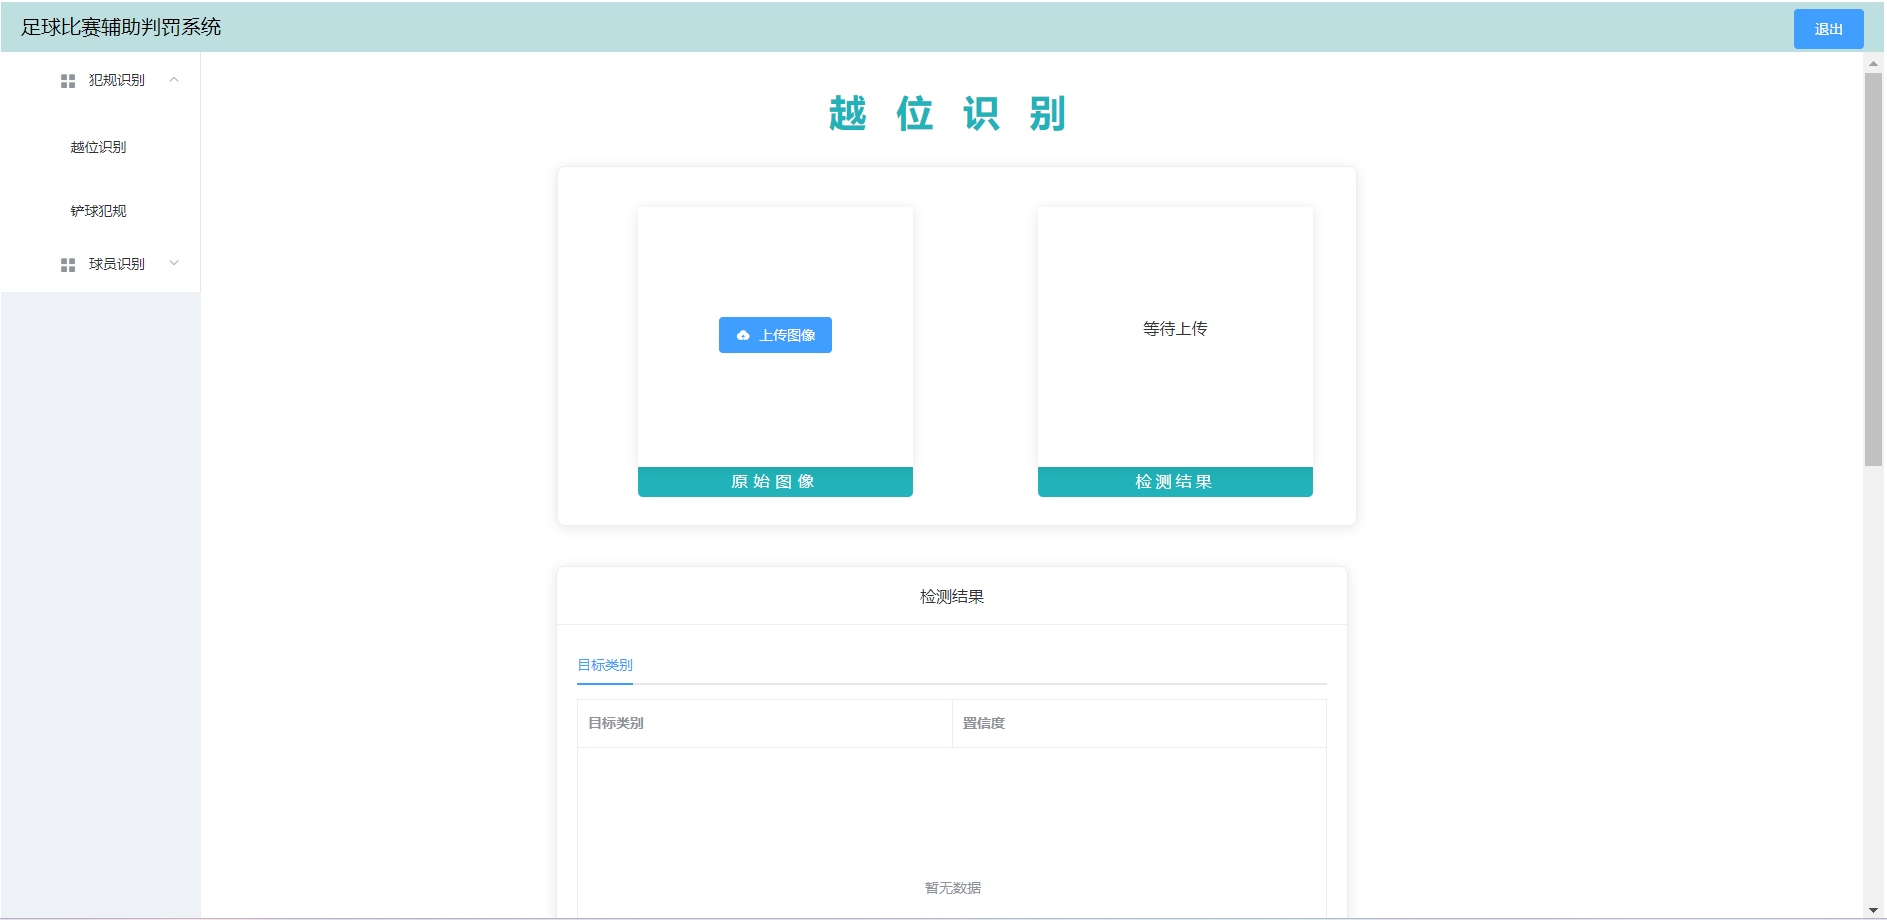 足球比赛辅助判罚系统
退出
犯规识别
越位识别
铲球犯规
球员识别
越位识别
上传图像
等待上传
原始图像
检测结果
检测结果
目标类别
目标类别 置信度
暂无数据